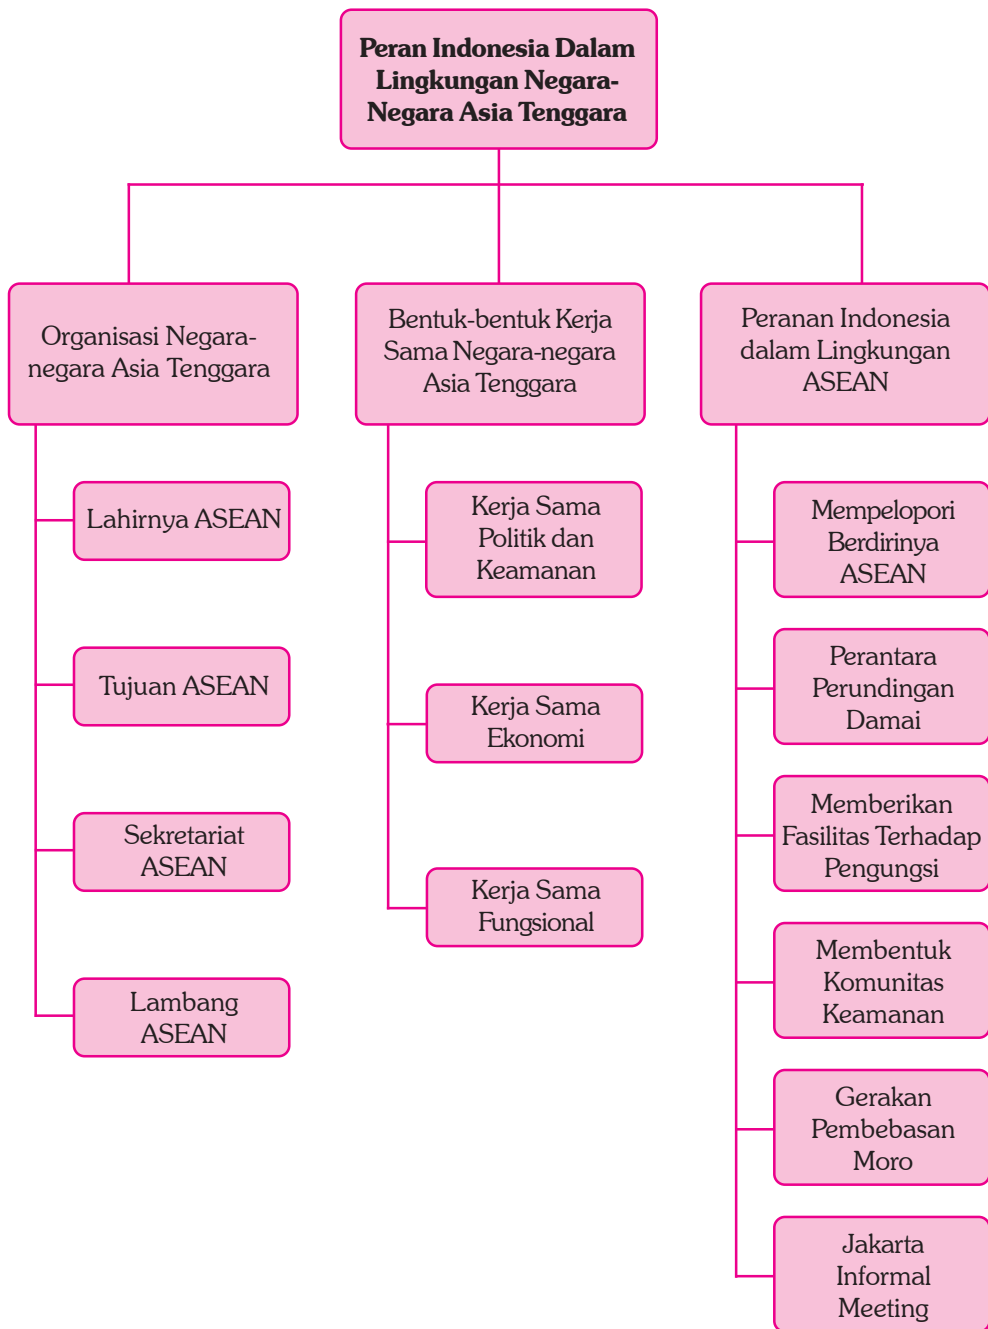 Peran Indonesia Dalam
Lingkungan Negara-
Negara Asia Tenggara
Organisasi Negara-
negara Asia Tenggara
Lahirnya ASEAN
Tujuan ASEAN
Sekretariat
ASEAN
Lambang
ASEAN
Bentuk-bentuk Kerja
Sama Negara-negara
Asia Tenggara
Kerja Sama
Politik dan
Keamanan
Kerja Sama
Ekonomi
Kerja Sama
Fungsional
Peranan Indonesia
dalam Lingkungan
ASEAN
Mempelopori
Berdirinya
ASEAN
Perantara
Perundingan
Damai
Memberikan
Fasilitas Terhadap
Pengungsi
Membentuk
Komunitas
Keamanan
Gerakan
Pembebasan
Moro
Jakarta
Informal
Meeting